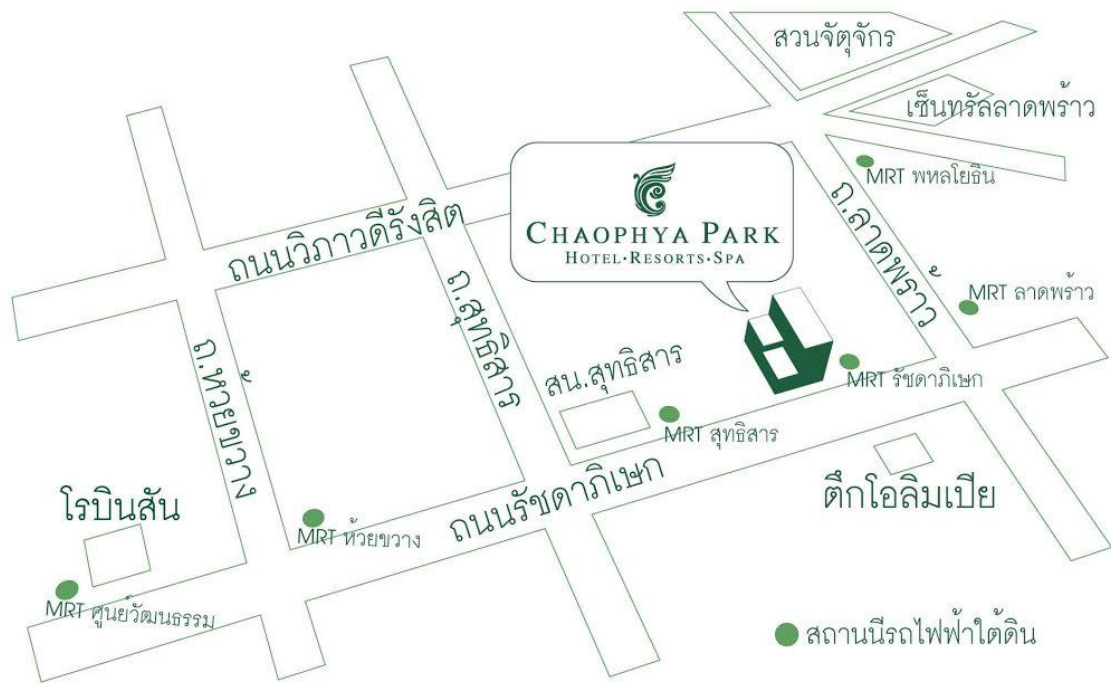 สวนจัตุจักร
เซ็นทรัลลาดพร้าว
MRT พหลโยธิน
CHAOPHYA PARK
HOTEL·RESORTS·SPA
ถนนวิภาวดีรังสิต
ถ.ลาดพร้าว
MRT ลาดพร้าว
ถ.สุทธิสาร
ถ.ห้วยขวาง
สน.สุทธิสาร
MRT รัชดาภิเษก
MRT สุทธิสาร
ถนนรัชดาภิเษก
ตึกโอลิมเปีย
โรบินสัน
MRT ห้วยขวาง
MRT ศูนย์วัฒนธรรม
สถานนีรถไฟฟ้าใต้ดิน